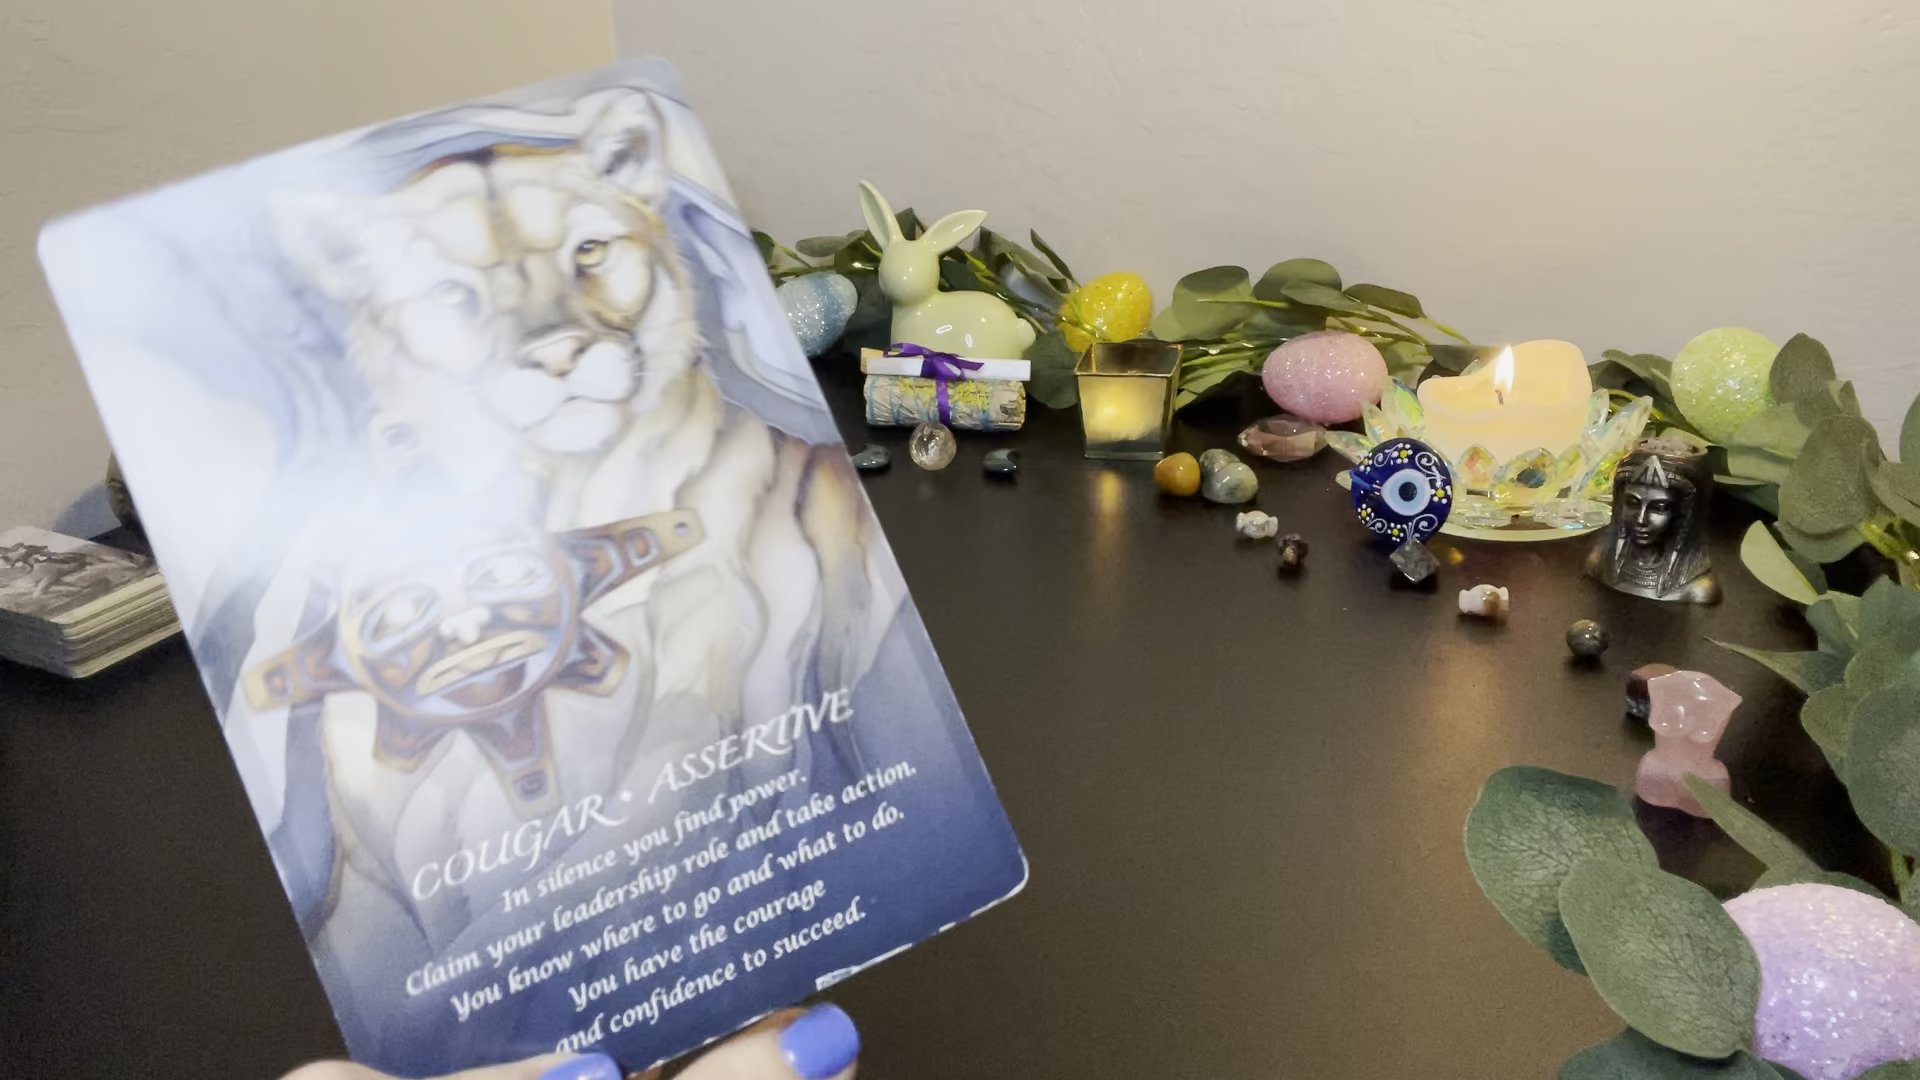 COUGAR • ASSERTIVE
In silence you find power.
Claim your leadership role and take action.
You know where to go and what to do.
You have the courage
and confidence to succeed.